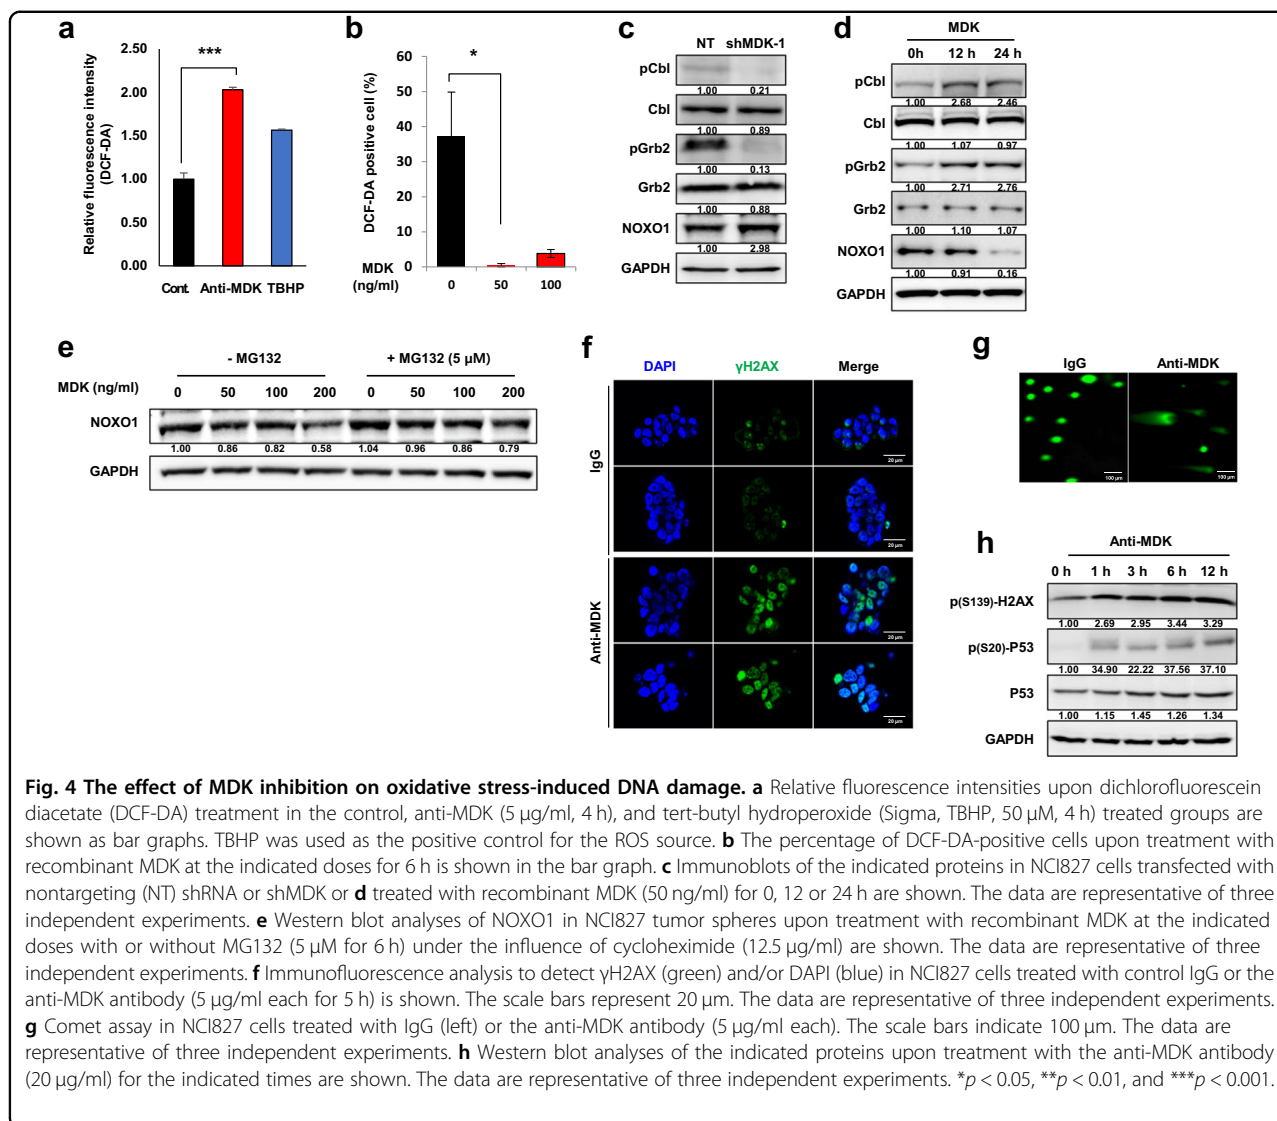 a
Relative fluorescence intensity
(DCF-DA)
2.50
2.00
1.50
1.00
0.50
0.00
***
Cont. Anti-MDK TBHP
b
DCF-DA positive cell (%)
60
50
40
30
20
10
0
*
MDK
(ng/ml)
0 50 100
c
NT shMDK-1
pCbl
1.00 0.21
Cbl
1.00 0.89
pGrb2
1.00 0.13
Grb2
1.00 0.88
NOXO1
1.00 2.98
GAPDH
d
MDK
0h 12 h 24 h
pCbl
1.00 2.68 2.46
Cbl
1.00 1.07 0.97
pGrb2
1.00 2.71 2.76
Grb2
1.00 1.10 1.07
NOXO1
1.00 0.91 0.16
GAPDH
e
- MG132 + MG132 (5 µM)
MDK (ng/ml) 0 50 100 200 0 50 100 200
NOXO1
1.00 0.86 0.82 0.58 1.04 0.96 0.86 0.79
GAPDH
f
DAPI γH2AX Merge
IgG
20 µm
20 µm
Anti-MDK
20 µm
20 µm
g
IgG Anti-MDK
100 µm 100 µm
h
Anti-MDK
0 h 1 h 3 h 6 h 12 h
p(S139)-H2AX
1.00 2.69 2.95 3.44 3.29
p(S20)-P53
1.00 34.90 22.22 37.56 37.10
P53
1.00 1.15 1.45 1.26 1.34
GAPDH
Fig. 4 The effect of MDK inhibition on oxidative stress-induced DNA damage. a Relative fluorescence intensities upon dichlorofluorescein
diacetate (DCF-DA) treatment in the control, anti-MDK (5 µg/ml, 4 h), and tert-butyl hydroperoxide (Sigma, TBHP, 50 µM, 4 h) treated groups are
shown as bar graphs. TBHP was used as the positive control for the ROS source. b The percentage of DCF-DA-positive cells upon treatment with
recombinant MDK at the indicated doses for 6 h is shown in the bar graph. c Immunoblots of the indicated proteins in NCI827 cells transfected with
nontargeting (NT) shRNA or shMDK or d treated with recombinant MDK (50 ng/ml) for 0, 12 or 24 h are shown. The data are representative of three
independent experiments. e Western blot analyses of NOXO1 in NCI827 tumor spheres upon treatment with recombinant MDK at the indicated
doses with or without MG132 (5 µM for 6 h) under the influence of cycloheximide (12.5 µg/ml) are shown. The data are representative of three
independent experiments. f Immunofluorescence analysis to detect γH2AX (green) and/or DAPI (blue) in NCI827 cells treated with control IgG or the
anti-MDK antibody (5 µg/ml each for 5 h) is shown. The scale bars represent 20 µm. The data are representative of three independent experiments.
g Comet assay in NCI827 cells treated with IgG (left) or the anti-MDK antibody (5 µg/ml each). The scale bars indicate 100 µm. The data are
representative of three independent experiments. h Western blot analyses of the indicated proteins upon treatment with the anti-MDK antibody
(20 µg/ml) for the indicated times are shown. The data are representative of three independent experiments. *p < 0.05, **p < 0.01, and ***p < 0.001.